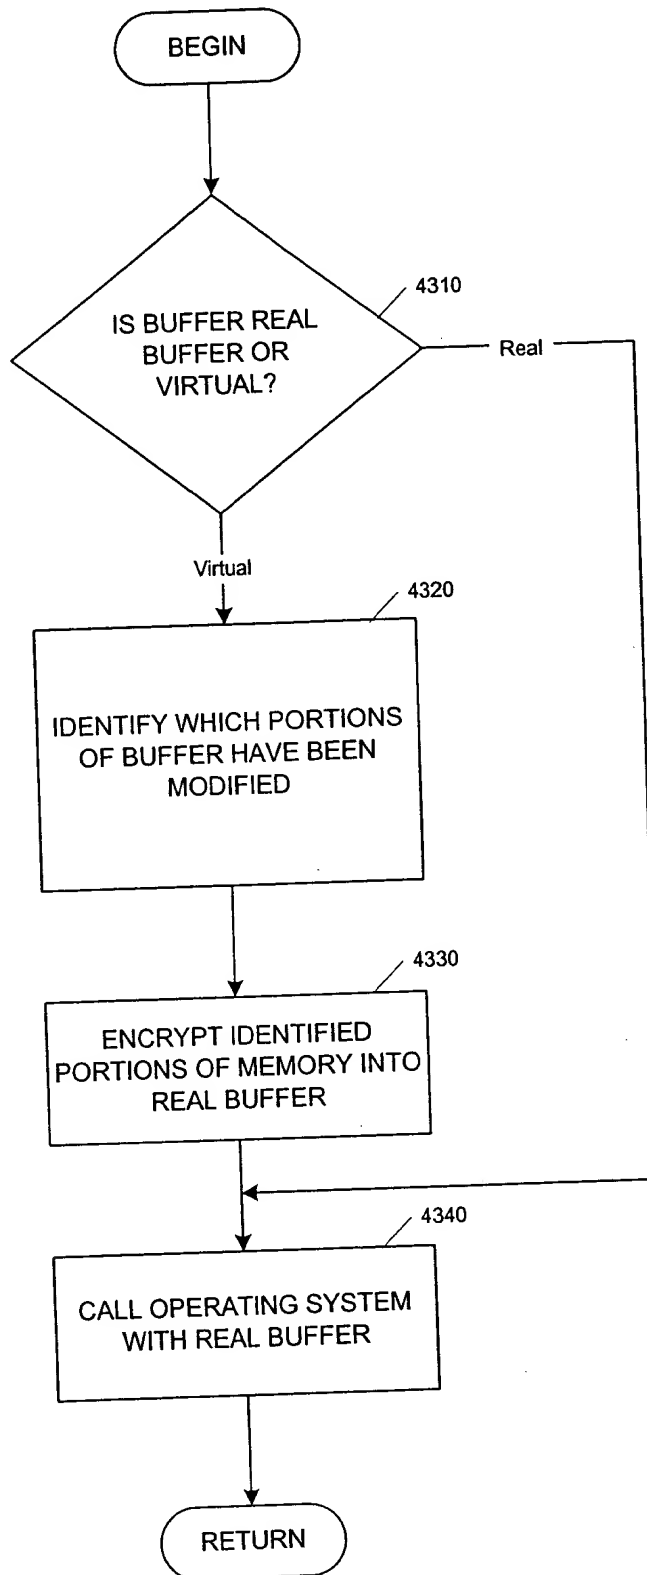 BEGIN
4310
IS BUFFER REAL
BUFFER OR
VIRTUAL?
Real
Virtual
4320
IDENTIFY WHICH PORTIONS
OF BUFFER HAVE BEEN
MODIFIED
4330
ENCRYPT IDENTIFIED
PORTIONS OF MEMORY INTO
REAL BUFFER
4340
CALL OPERATING SYSTEM
WITH REAL BUFFER
RETURN